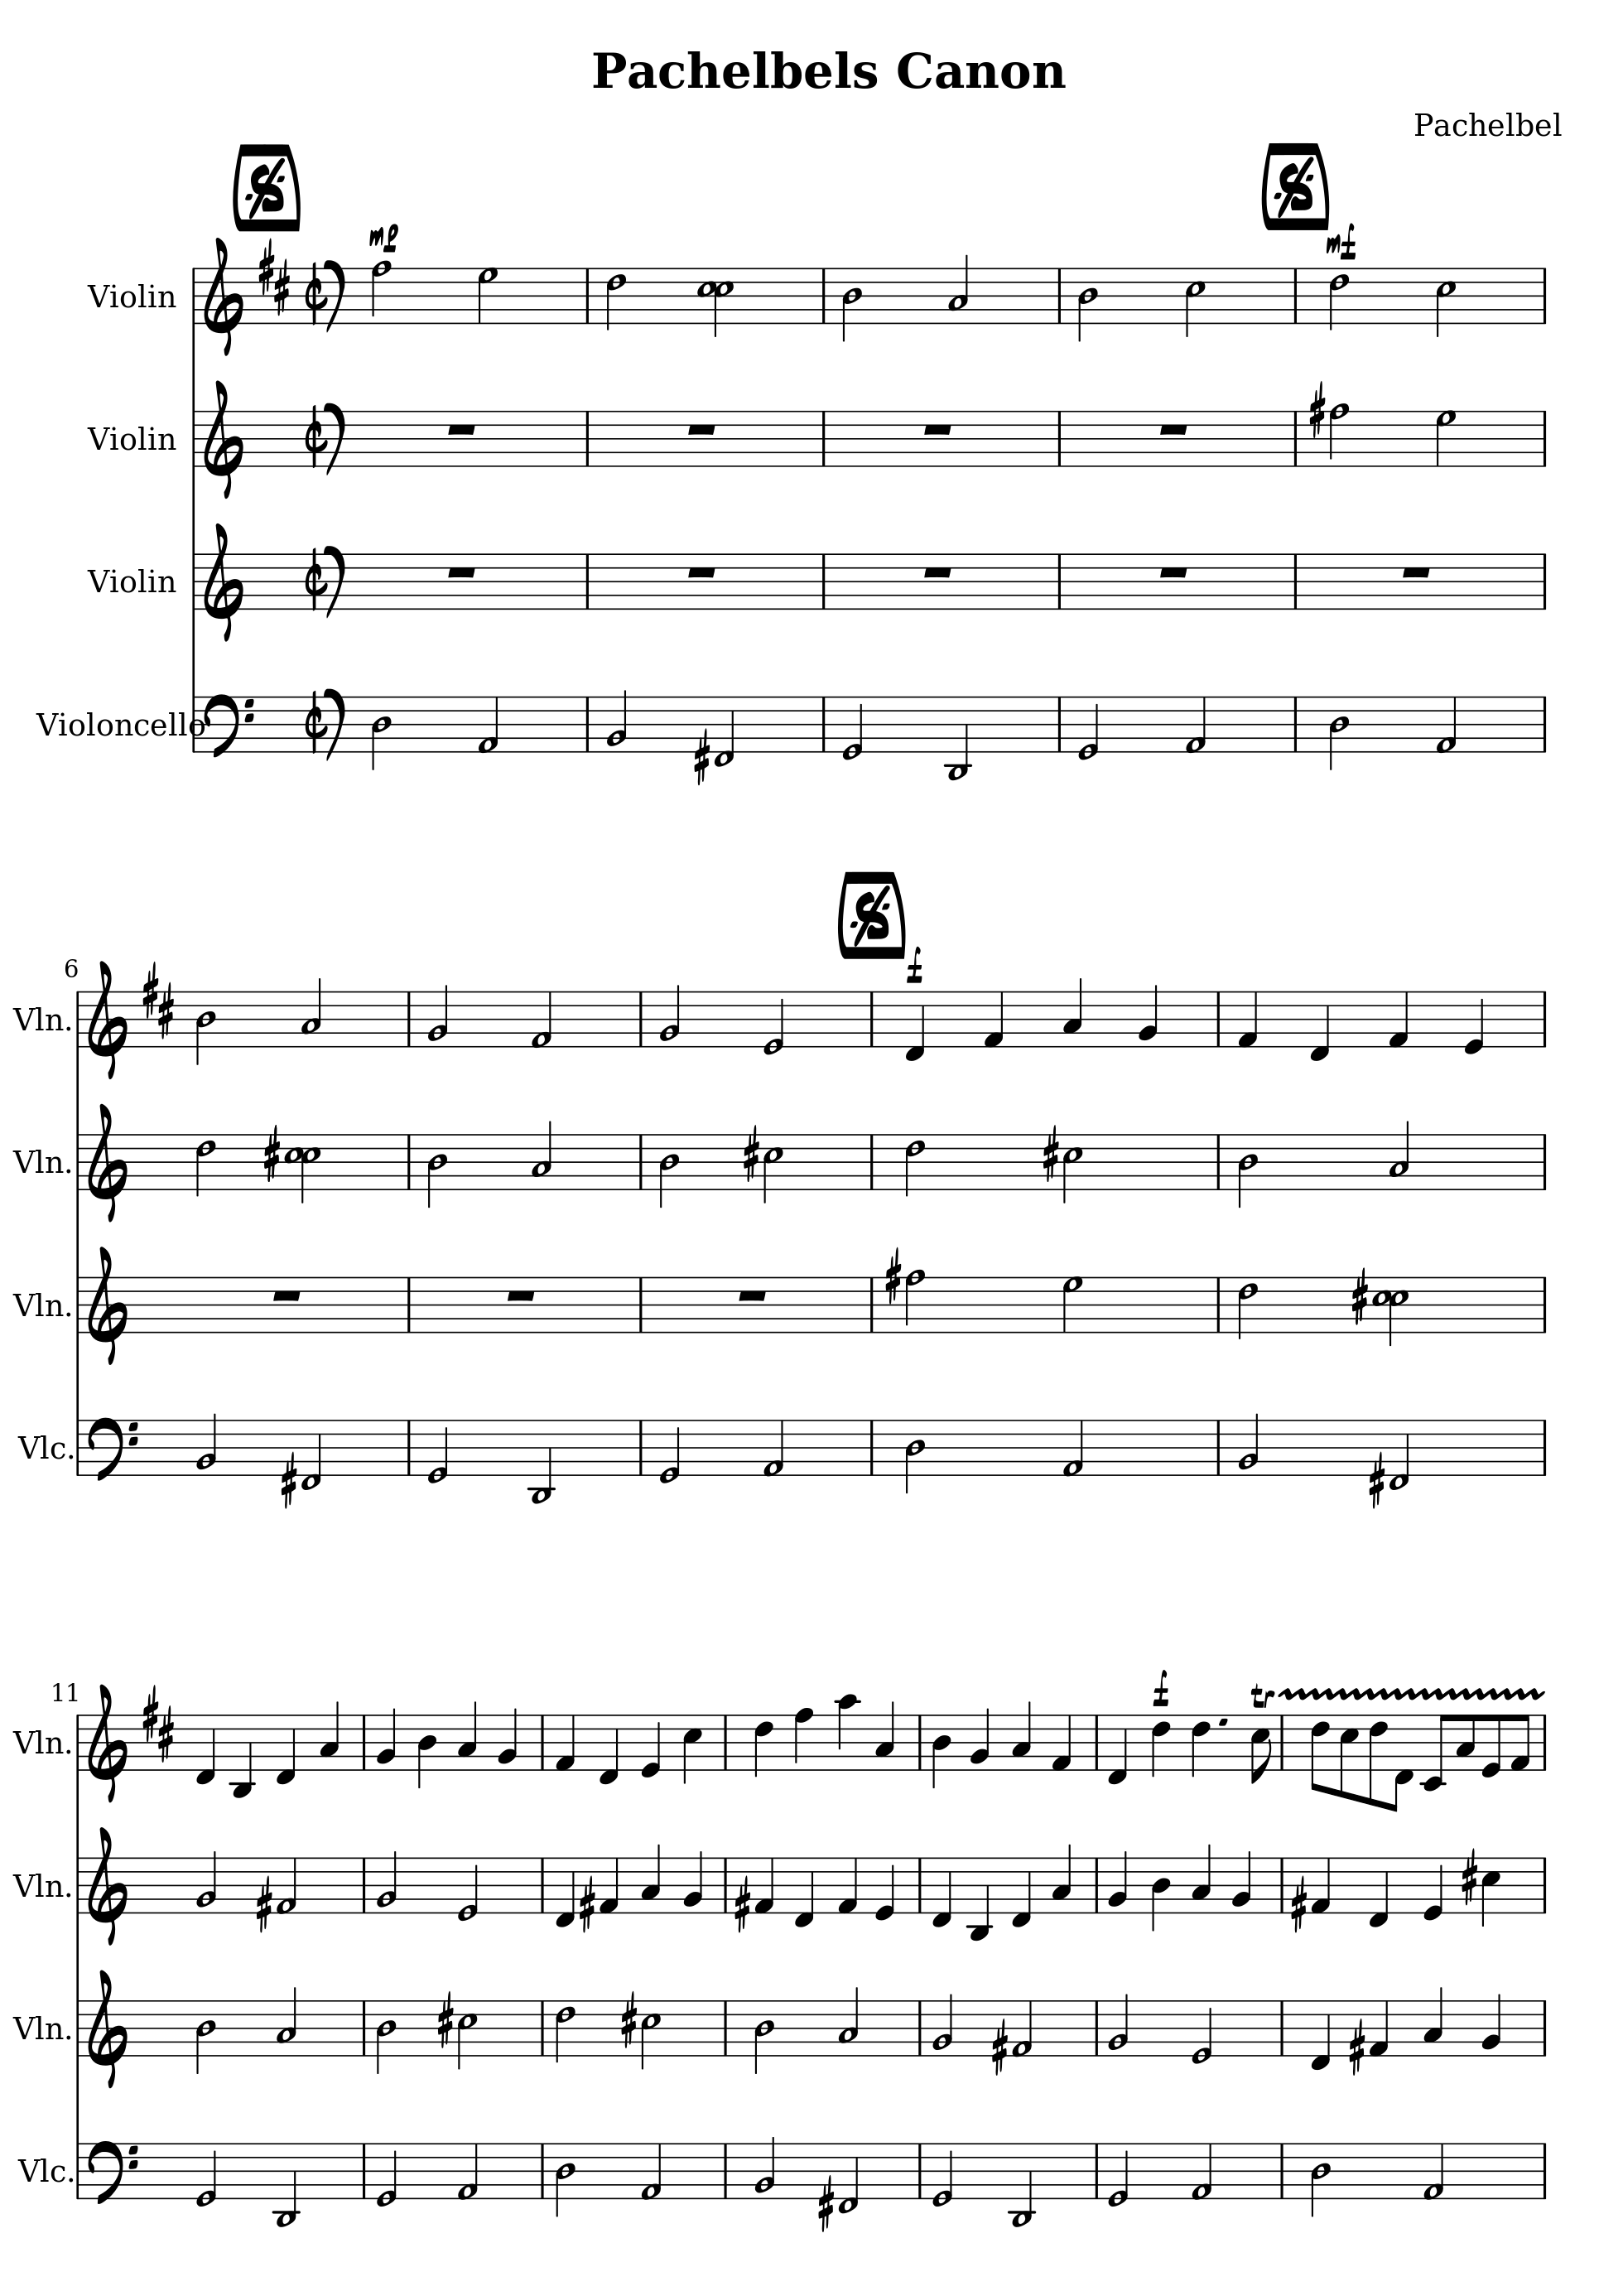 Pachelbels Canon
Pachelbel
mp
mf
Violin
Violin
Violin
Violoncello
6
f
Vln.
Vln.
Vln.
Vlc.
11
f
tr
Vln.
Vln.
Vln.
Vlc.